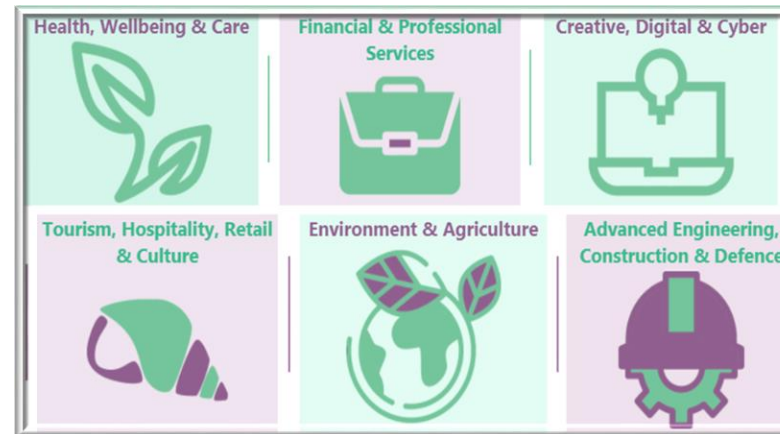 Health, Wellbeing & Care
Financial & Professional
Services
Creative, Digital & Cyber
Tourism, Hospitality, Retail
& Culture
Environment & Agriculture
Advanced Engineering,
Construction & Defence